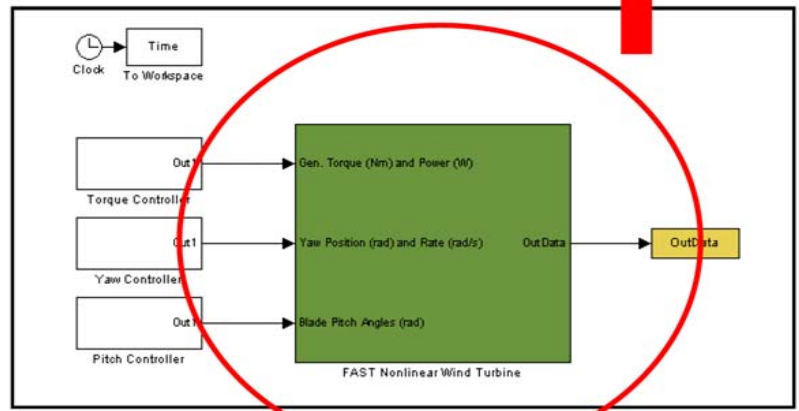 Time
Clock
To Workspace
Out1
Gen. Torque (Nm) and Power (W)
Torque Controller
Out1
Yaw Position (rad) and Rate (rad/s)
OutData
OutData
Yaw Controller
Out1
Blade Pitch Angles (rad)
Pitch Controller
FAST Nonlinear Wind Turbine